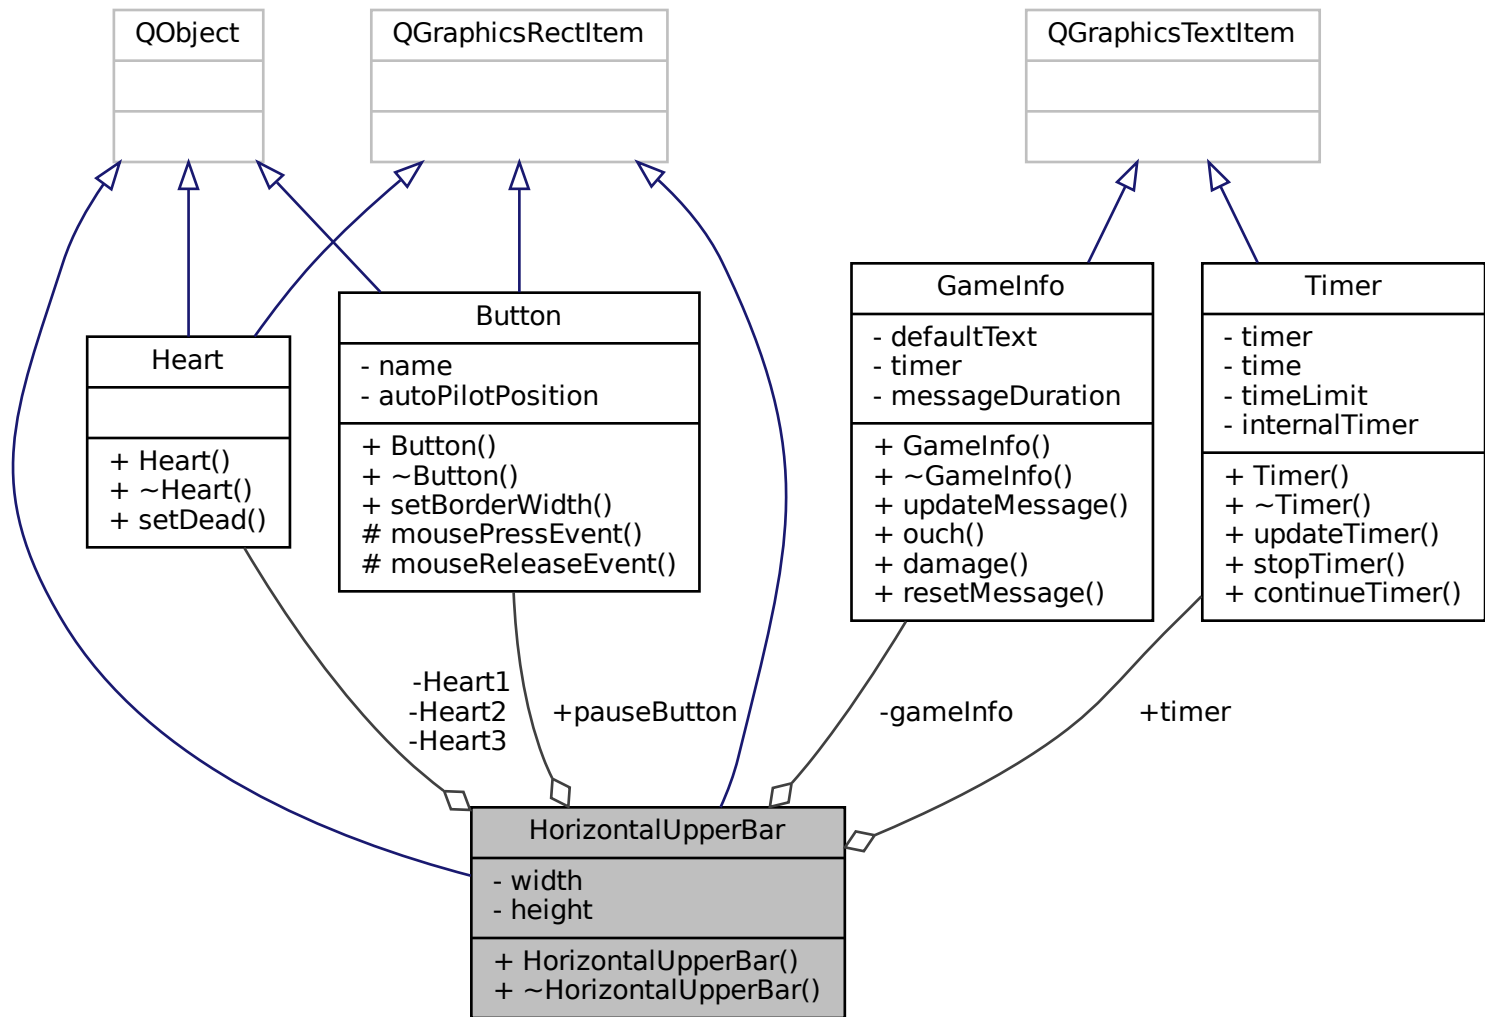 QObject
QGraphicsRectItem
QGraphicsTextItem
Heart
+ Heart()
+ ~Heart()
+ setDead()
Button
- name
- autoPilotPosition
+ Button()
+ ~Button()
+ setBorderWidth()
# mousePressEvent()
# mouseReleaseEvent()
GameInfo
- defaultText
- timer
- messageDuration
+ GameInfo()
+ ~GameInfo()
+ updateMessage()
+ ouch()
+ damage()
+ resetMessage()
Timer
- timer
- time
- timeLimit
- internalTimer
+ Timer()
+ ~Timer()
+ updateTimer()
+ stopTimer()
+ continueTimer()
-Heart1
-Heart2
-Heart3
+pauseButton
-gameInfo
+timer
HorizontalUpperBar
- width
- height
+ HorizontalUpperBar()
+ ~HorizontalUpperBar()